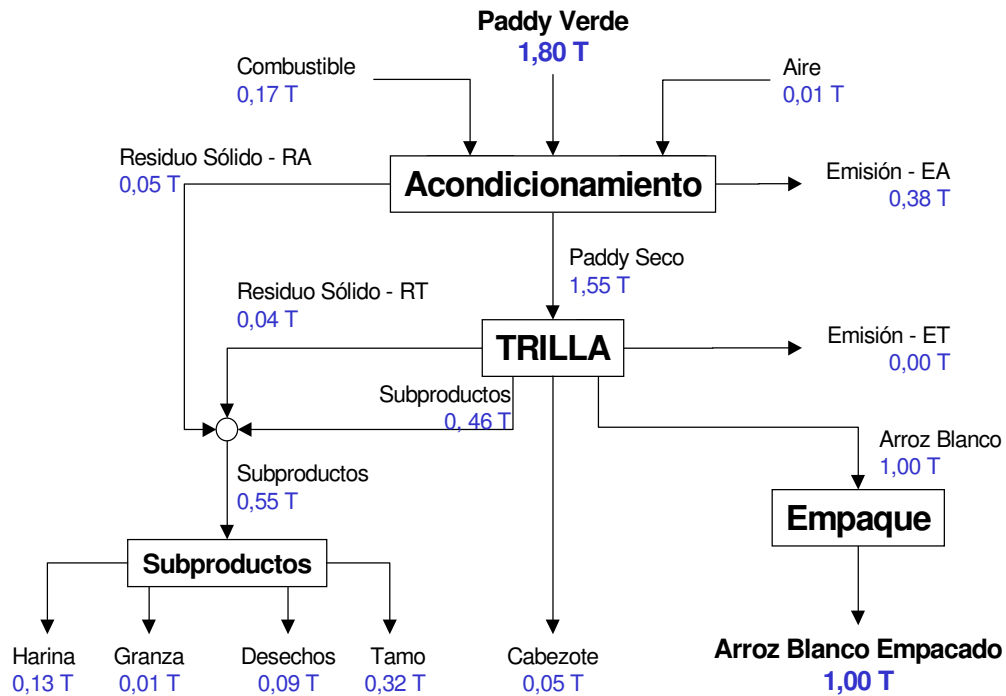 Paddy Verde
1,80 T
Combustible
0,17 T
Aire
0,01 T
Residuo Sólido - RA
0,05 T
Acondicionamiento
Emisión - EA
0,38 T
Paddy Seco
1,55 T
Residuo Sólido - RT
0,04 T
TRILLA
Emisión - ET
0,00 T
Subproductos
0, 46 T
Arroz Blanco
1,00 T
Subproductos
0,55 T
Empaque
Subproductos
Harina
0,13 T
Granza
0,01 T
Desechos
0,09 T
Tamo
0,32 T
Cabezote
0,05 T
Arroz Blanco Empacado
1,00 T